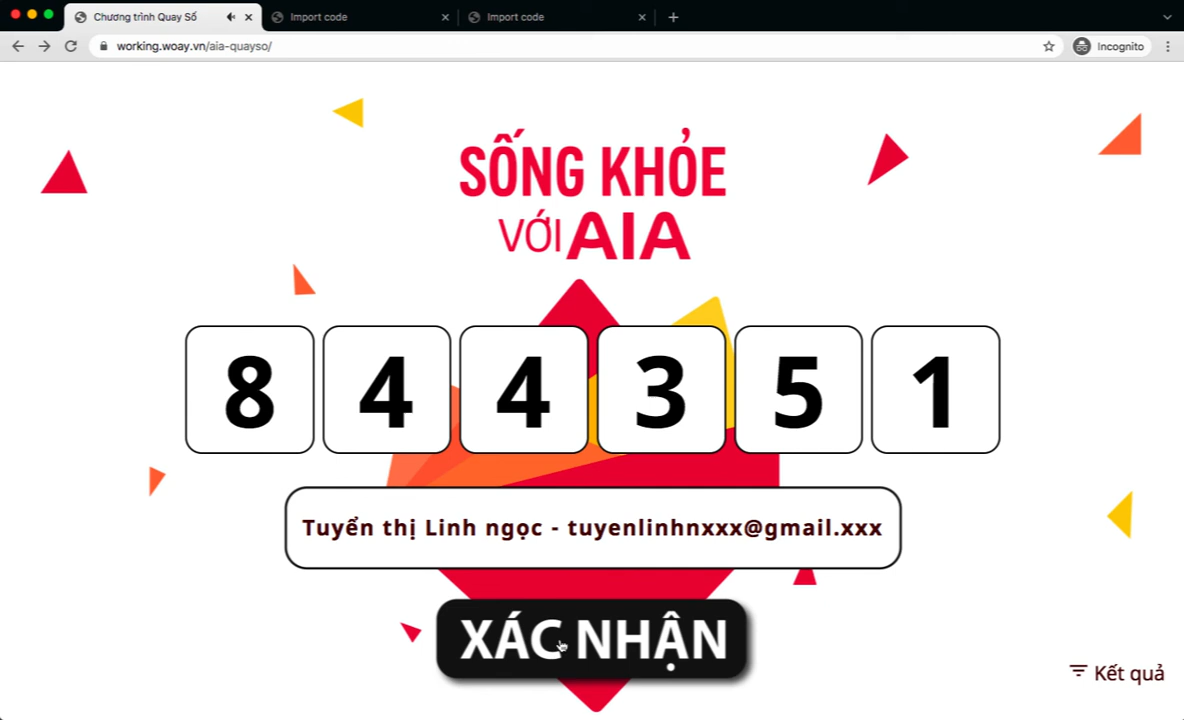 Chương trình Quay Số
Import code
Import code
working.woay.vn/aia-quayso/
Incognito
SỐNG KHỎE
VỚI AIA
8 4 4 3 5 1
Tuyển thị Linh ngọc - tuyenlinhnxxx@gmail.xxx
XÁC NHẬN
Kết quả